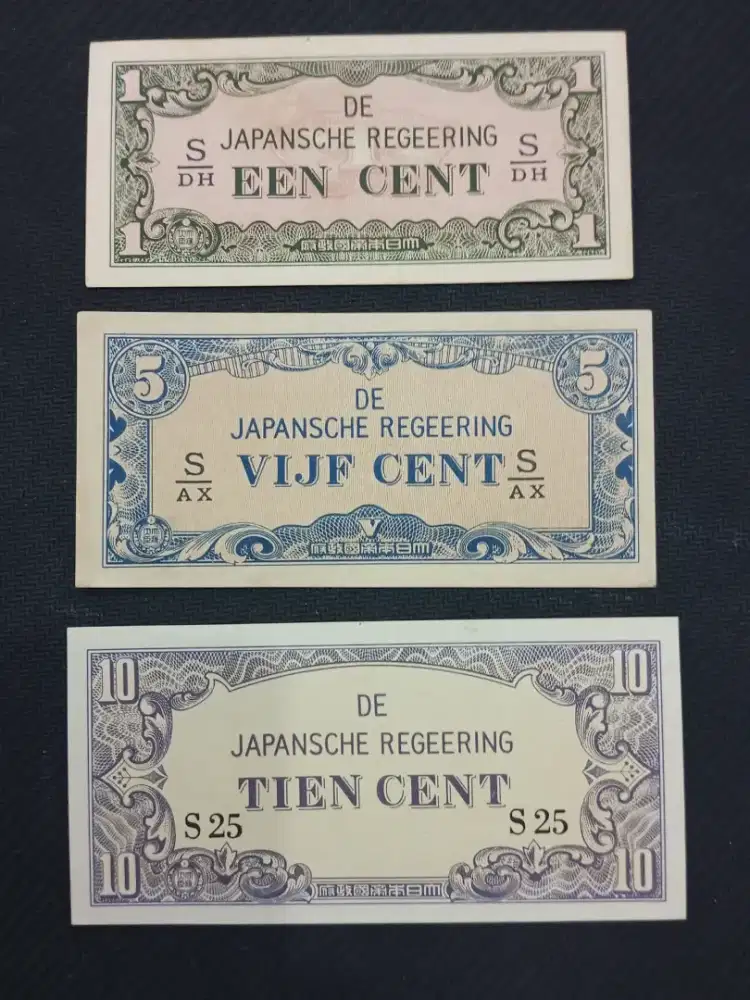 1 1
DE
JAPANSCHE REGEERING
S/DH EEN CENT S/DH
1 1
府政國帝本日大
5 5
DE
JAPANSCHE REGEERING
S/AX VIJF CENT S/AX
V
府政國帝本日大
10 10
DE
JAPANSCHE REGEERING
TIEN CENT
S 25 S 25
10 10
府政國帝本日大